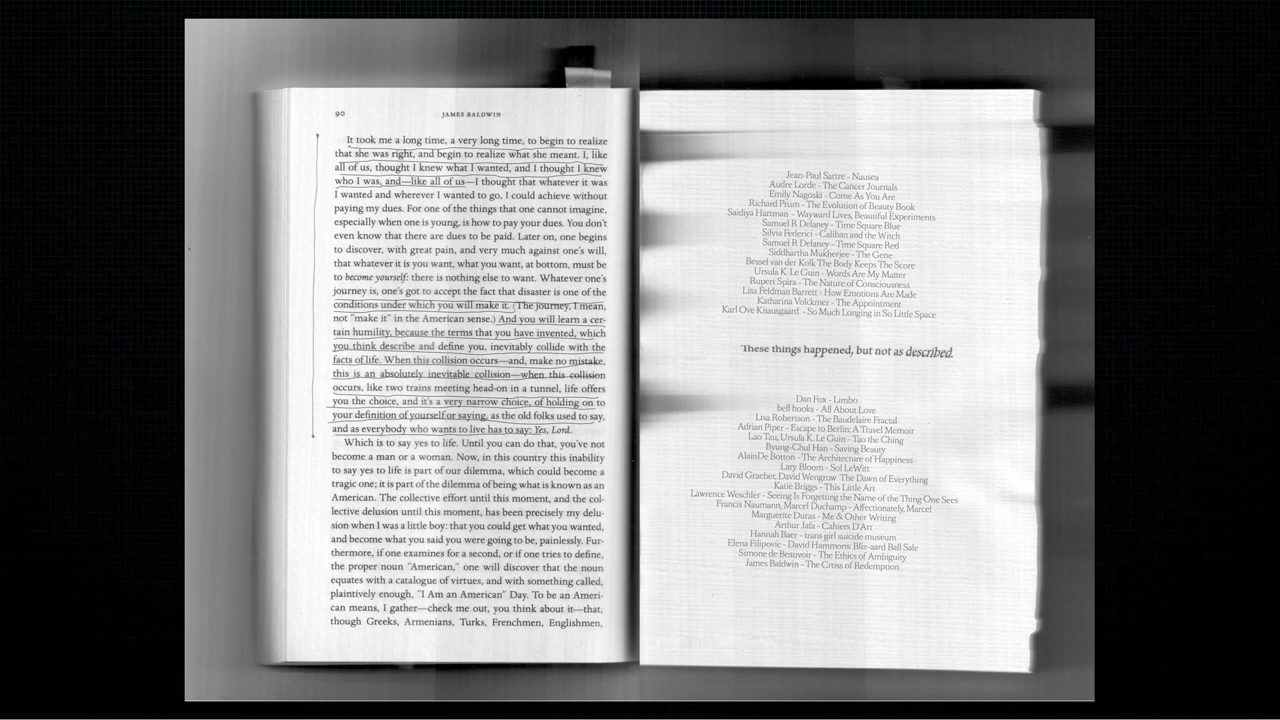 90
JAMES BALDWIN
It took me a long time, a very long time, to begin to realize
that she was right, and begin to realize what she meant. I, like
all of us, thought I knew what I wanted, and I thought I knew
who I was, and—like all of us—I thought that whatever it was
I wanted and wherever I wanted to go, I could achieve without
paying my dues. For one of the things that one cannot imagine,
especially when one is young, is how to pay your dues. You don't
even know that there are dues to be paid. Later on, one begins
to discover, with great pain, and very much against one's will,
that whatever it is you want, what you want, at bottom, must be
to become yourself: there is nothing else to want. Whatever one's
journey is, one's got to accept the fact that disaster is one of the
conditions under which you will make it. (The journey, I mean,
not "make it" in the American sense.) And you will learn a cer-
tain humility, because the terms that you have invented, which
you think describe and define you, inevitably collide with the
facts of life. When this collision occurs—and, make no mistake,
this is an absolutely inevitable collision—when this collision
occurs, like two trains meeting head-on in a tunnel, life offers
you the choice, and it's a very narrow choice, of holding on to
your definition of yourself or saying, as the old folks used to say,
and as everybody who wants to live has to say: Yes, Lord.
Which is to say yes to life. Until you can do that, you've not
become a man or a woman. Now, in this country this inability
to say yes to life is part of our dilemma, which could become a
tragic one; it is part of the dilemma of being what is known as an
American. The collective effort until this moment, and the col-
lective delusion until this moment, has been precisely my delu-
sion when I was a little boy: that you could get what you wanted,
and become what you said you were going to be, painlessly. Fur-
thermore, if one examines for a second, or if one tries to define,
the proper noun "American," one will discover that the noun
equates with a catalogue of virtues, and with something called,
plaintively enough, "I Am an American" Day. To be an Ameri-
can means, I gather—check me out, you think about it—that,
though Greeks, Armenians, Turks, Frenchmen, Englishmen,
Jean-Paul Sartre - Nausea
Audre Lorde - The Cancer Journals
Emily Nagoski - Come As You Are
Richard Prum - The Evolution of Beauty Book
Saidiya Hartman - Wayward Lives, Beautiful Experiments
Samuel R Delaney - Time Square Blue
Silvia Federici - Caliban and the Witch
Samuel R Delaney - Time Square Red
Siddhartha Mukherjee - The Gene
Bessel van der Kolk The Body Keeps The Score
Ursula K. Le Guin - Words Are My Matter
Rupert Spira - The Nature of Consciousness
Lisa Feldman Barrett - How Emotions Are Made
Katharina Volckmer - The Appointment
Karl Ove Knausgaard - So Much Longing in So Little Space
These things happened, but not as described.
Dan Fox - Limbo
bell hooks - All About Love
Lisa Robertson - The Baudelaire Fractal
Adrian Piper - Escape to Berlin: A Travel Memoir
Lao Tzu, Ursula K. Le Guin - Tao the Ching
Byung-Chul Han - Saving Beauty
AlainDe Botton - The Architecture of Happiness
Lary Bloom - Sol LeWitt
David Graeber, David Wengrow The Dawn of Everything
Katie Briggs - This Little Art
Lawrence Weschler - Seeing Is Forgetting the Name of the Thing One Sees
Francis Naumann, Marcel Duchamp - Affectionately, Marcel
Marguerite Duras - Me & Other Writing
Arthur Jafa - Cahiers D'Art
Hannah Baer - trans girl suicide museum
Elena Filipovic - David Hammons: Bliz-aard Ball Sale
Simone de Beauvoir - The Ethics of Ambiguity
James Baldwin - The Cross of Redemption